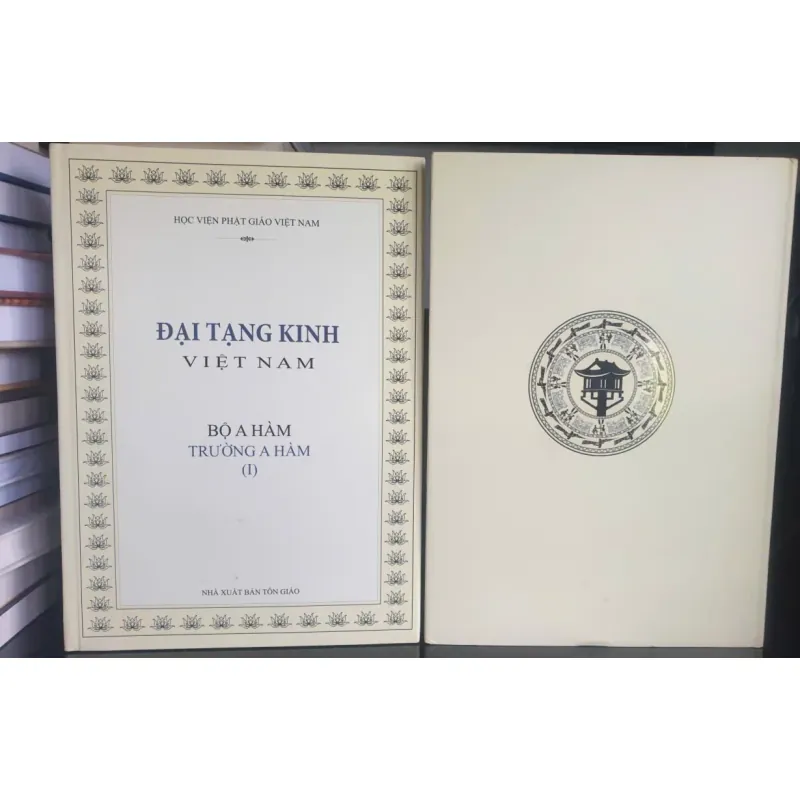 HỌC VIỆN PHẬT GIÁO VIỆT NAM
ĐẠI TẠNG KINH
VIỆT NAM
BỘ A HÀM
TRƯỜNG A HÀM
(I)
NHÀ XUẤT BẢN TÔN GIÁO